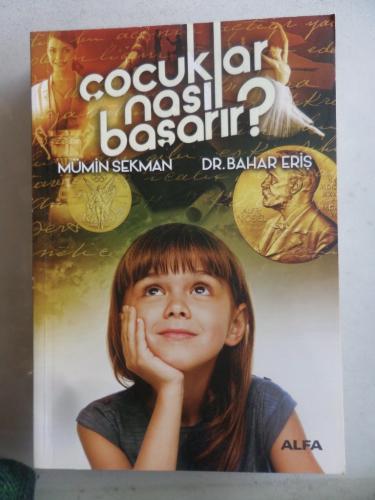 çocuklar
nasıl
başarır?
MÜMİN SEKMAN DR. BAHAR ERİŞ
ALFA